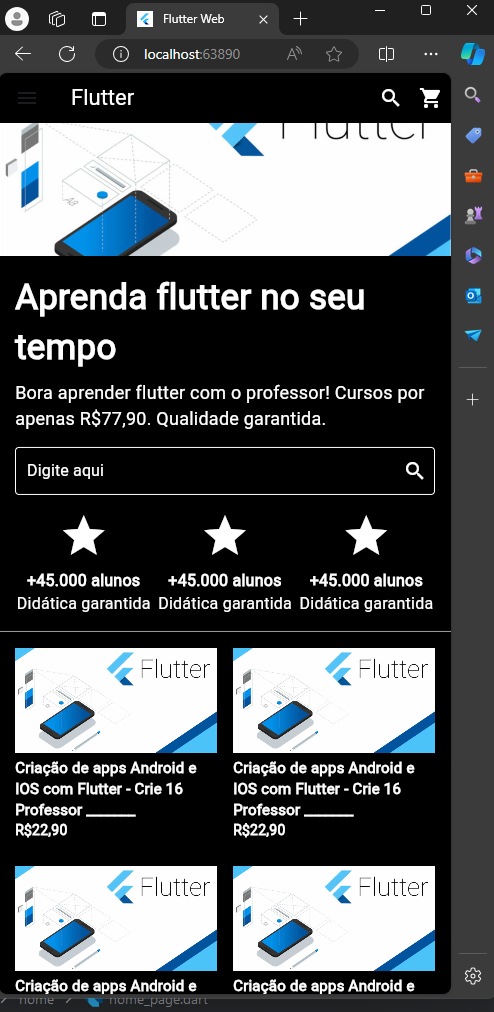 Flutter Web
localhost:63890
Flutter
Flutter
Aprenda flutter no seu
tempo
Bora aprender flutter com o professor! Cursos por
apenas R$77,90. Qualidade garantida.
Digite aqui
+45.000 alunos +45.000 alunos +45.000 alunos
Didática garantida Didática garantida Didática garantida
Flutter Flutter
Criação de apps Android e
IOS com Flutter - Crie 16
Professor _______
R$22,90
Criação de apps Android e
IOS com Flutter - Crie 16
Professor _______
R$22,90
Flutter Flutter
Criação de apps Android e
Criação de apps Android e
home > home_page.dart